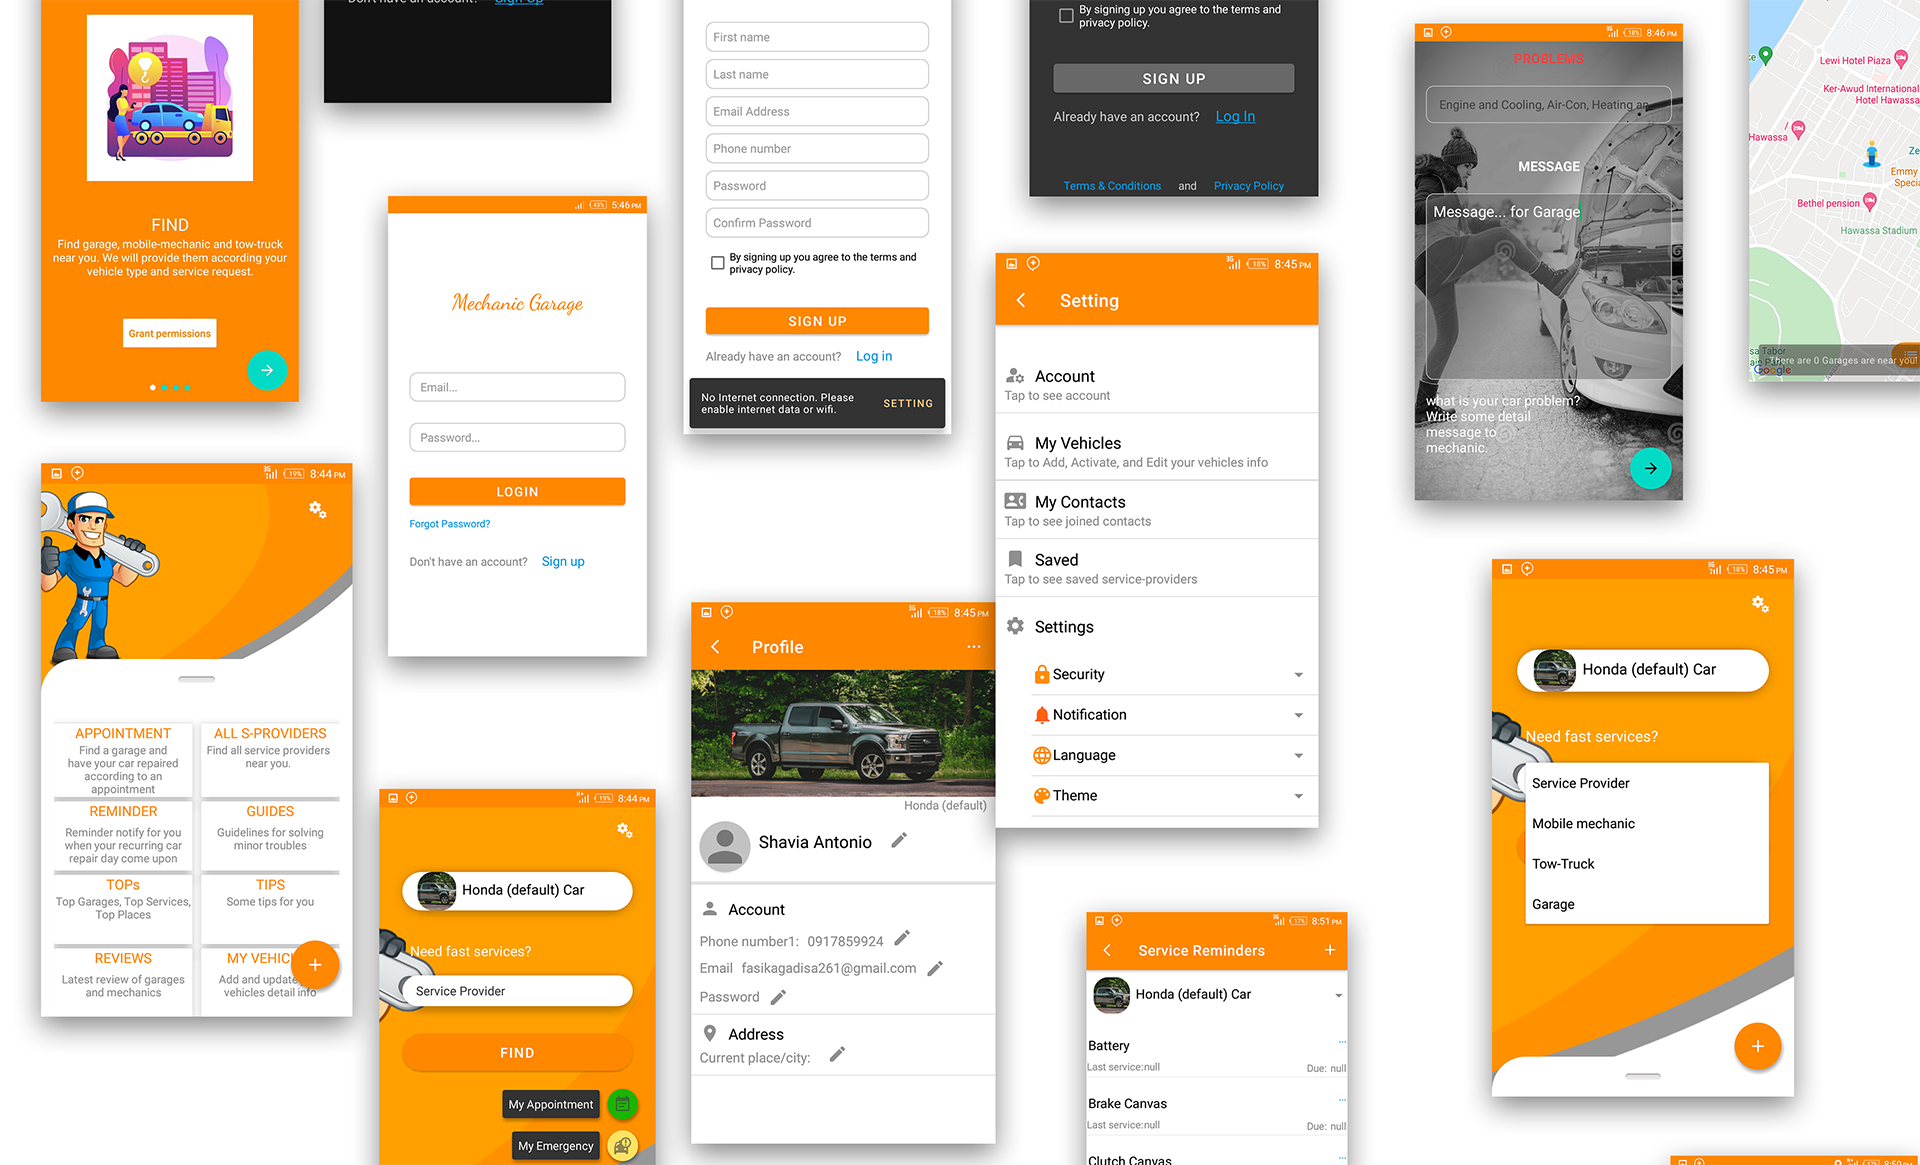 FIND
Find garage, mobile-mechanic and tow-truck
near you. We will provide them according your
vehicle type and service request.
Grant permissions
Don't have an account? Sign Up
5:46 PM
43%
Mechanic Garage
Email...
Password...
LOGIN
Forgot Password?
Don't have an account? Sign up
First name
Last name
Email Address
Phone number
Password
Confirm Password
By signing up you agree to the terms and
privacy policy.
SIGN UP
Already have an account? Log in
No Internet connection. Please
enable internet data or wifi.
SETTING
By signing up you agree to the terms and
privacy policy.
SIGN UP
Already have an account? Log In
Terms & Conditions and Privacy Policy
3G 18% 8:45 PM
Setting
Account
Tap to see account
My Vehicles
Tap to Add, Activate, and Edit your vehicles info
My Contacts
Tap to see joined contacts
Saved
Tap to see saved service-providers
Settings
Security
Notification
Language
Theme
3G 18% 8:46 PM
PROBLEMS
Engine and Cooling, Air-Con, Heating an
MESSAGE
Message... for Garage
what is your car problem?
Write some detail
message to
mechanic.
Lewi Hotel Piaza
Ker-Awud International
Hotel Hawassa
Hawassa
Emmy
Bethel pension
Hawassa Stadium
There are 0 Garages are near you!
Google
3G 19% 8:44 PM
APPOINTMENT
Find a garage and
have your car repaired
according to an
appointment
ALL S-PROVIDERS
Find all service providers
near you.
REMINDER
Reminder notify for you
when your recurring car
repair day come upon
GUIDES
Guidelines for solving
minor troubles
TOPs
Top Garages, Top Services,
Top Places
TIPS
Some tips for you
REVIEWS
Latest review of garages
and mechanics
MY VEHIC
Add and update
vehicles detail info
19% 8:44 PM
Honda (default) Car
Need fast services?
Service Provider
FIND
My Appointment
My Emergency
3G 18% 8:45 PM
Profile
Honda (default)
Shavia Antonio
Account
Phone number1: 0917859924
Email fasikagadisa261@gmail.com
Password
Address
Current place/city:
3G 17% 8:51 PM
Service Reminders
Honda (default) Car
Battery
Last service:null Due: null
Brake Canvas
Last service:null Due: null
Clutch Canvas
3G 18% 8:45 PM
Honda (default) Car
Need fast services?
Service Provider
Mobile mechanic
Tow-Truck
Garage